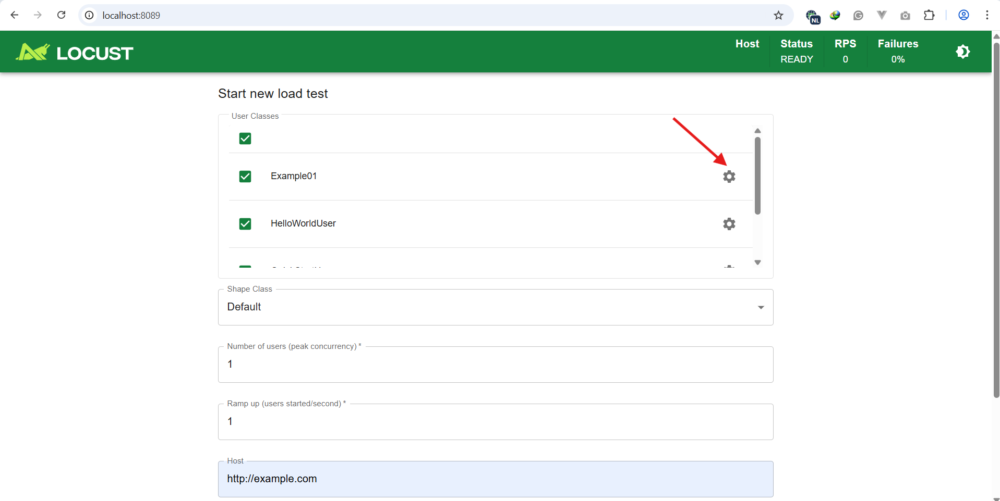 localhost:8089
NL
LOCUST
Host
Status
READY
RPS
0
Failures
0%
Start new load test
User Classes
Example01
HelloWorldUser
Shape Class
Default
Number of users (peak concurrency) *
1
Ramp up (users started/second) *
1
Host
http://example.com